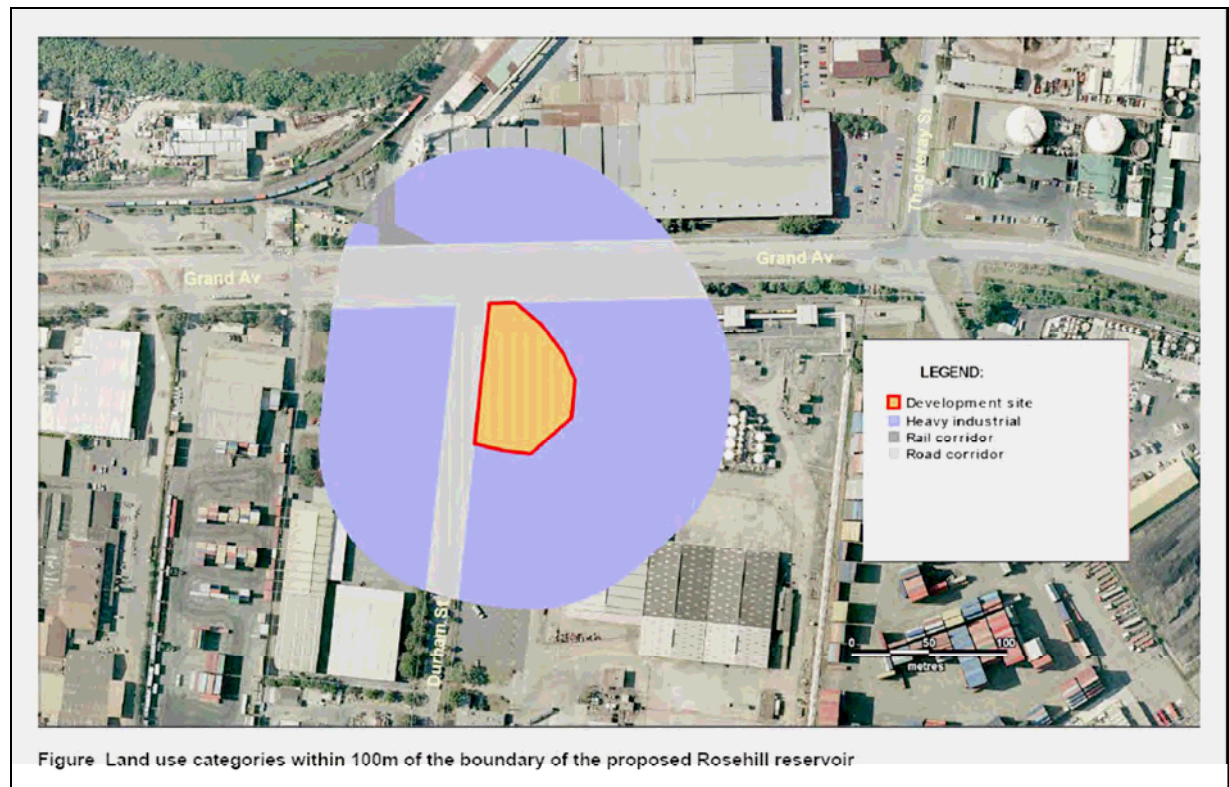 Thackeray St
Grand Av
Grand Av
LEGEND:
Development site
Heavy industrial
Rail corridor
Road corridor
Durham St
0 50 100
metres
Figure Land use categories within 100m of the boundary of the proposed Rosehill reservoir